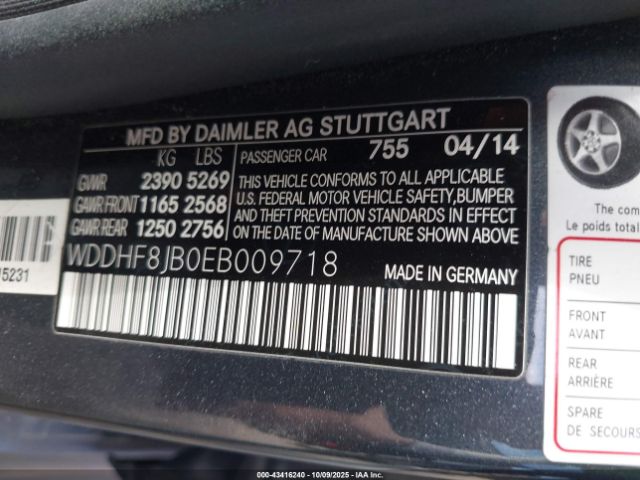 MFD BY DAIMLER AG STUTTGART
KG LBS
PASSENGER CAR 755 04/14
GVWR 2390 5269
GAWR FRONT 1165 2568
GAWR REAR 1250 2756
THIS VEHICLE CONFORMS TO ALL APPLICABLE
U.S. FEDERAL MOTOR VEHICLE SAFETY,BUMPER
AND THEFT PREVENTION STANDARDS IN EFFECT
ON THE DATE OF MANUFACTURE SHOWN ABOVE.
WDDHF8JB0EB009718
MADE IN GERMANY
5231
The com
Le poids total
TIRE
PNEU
FRONT
AVANT
REAR
ARRIÈRE
SPARE
DE SECOURS
000-43416240 - 10/09/2025 - IAA, Inc.